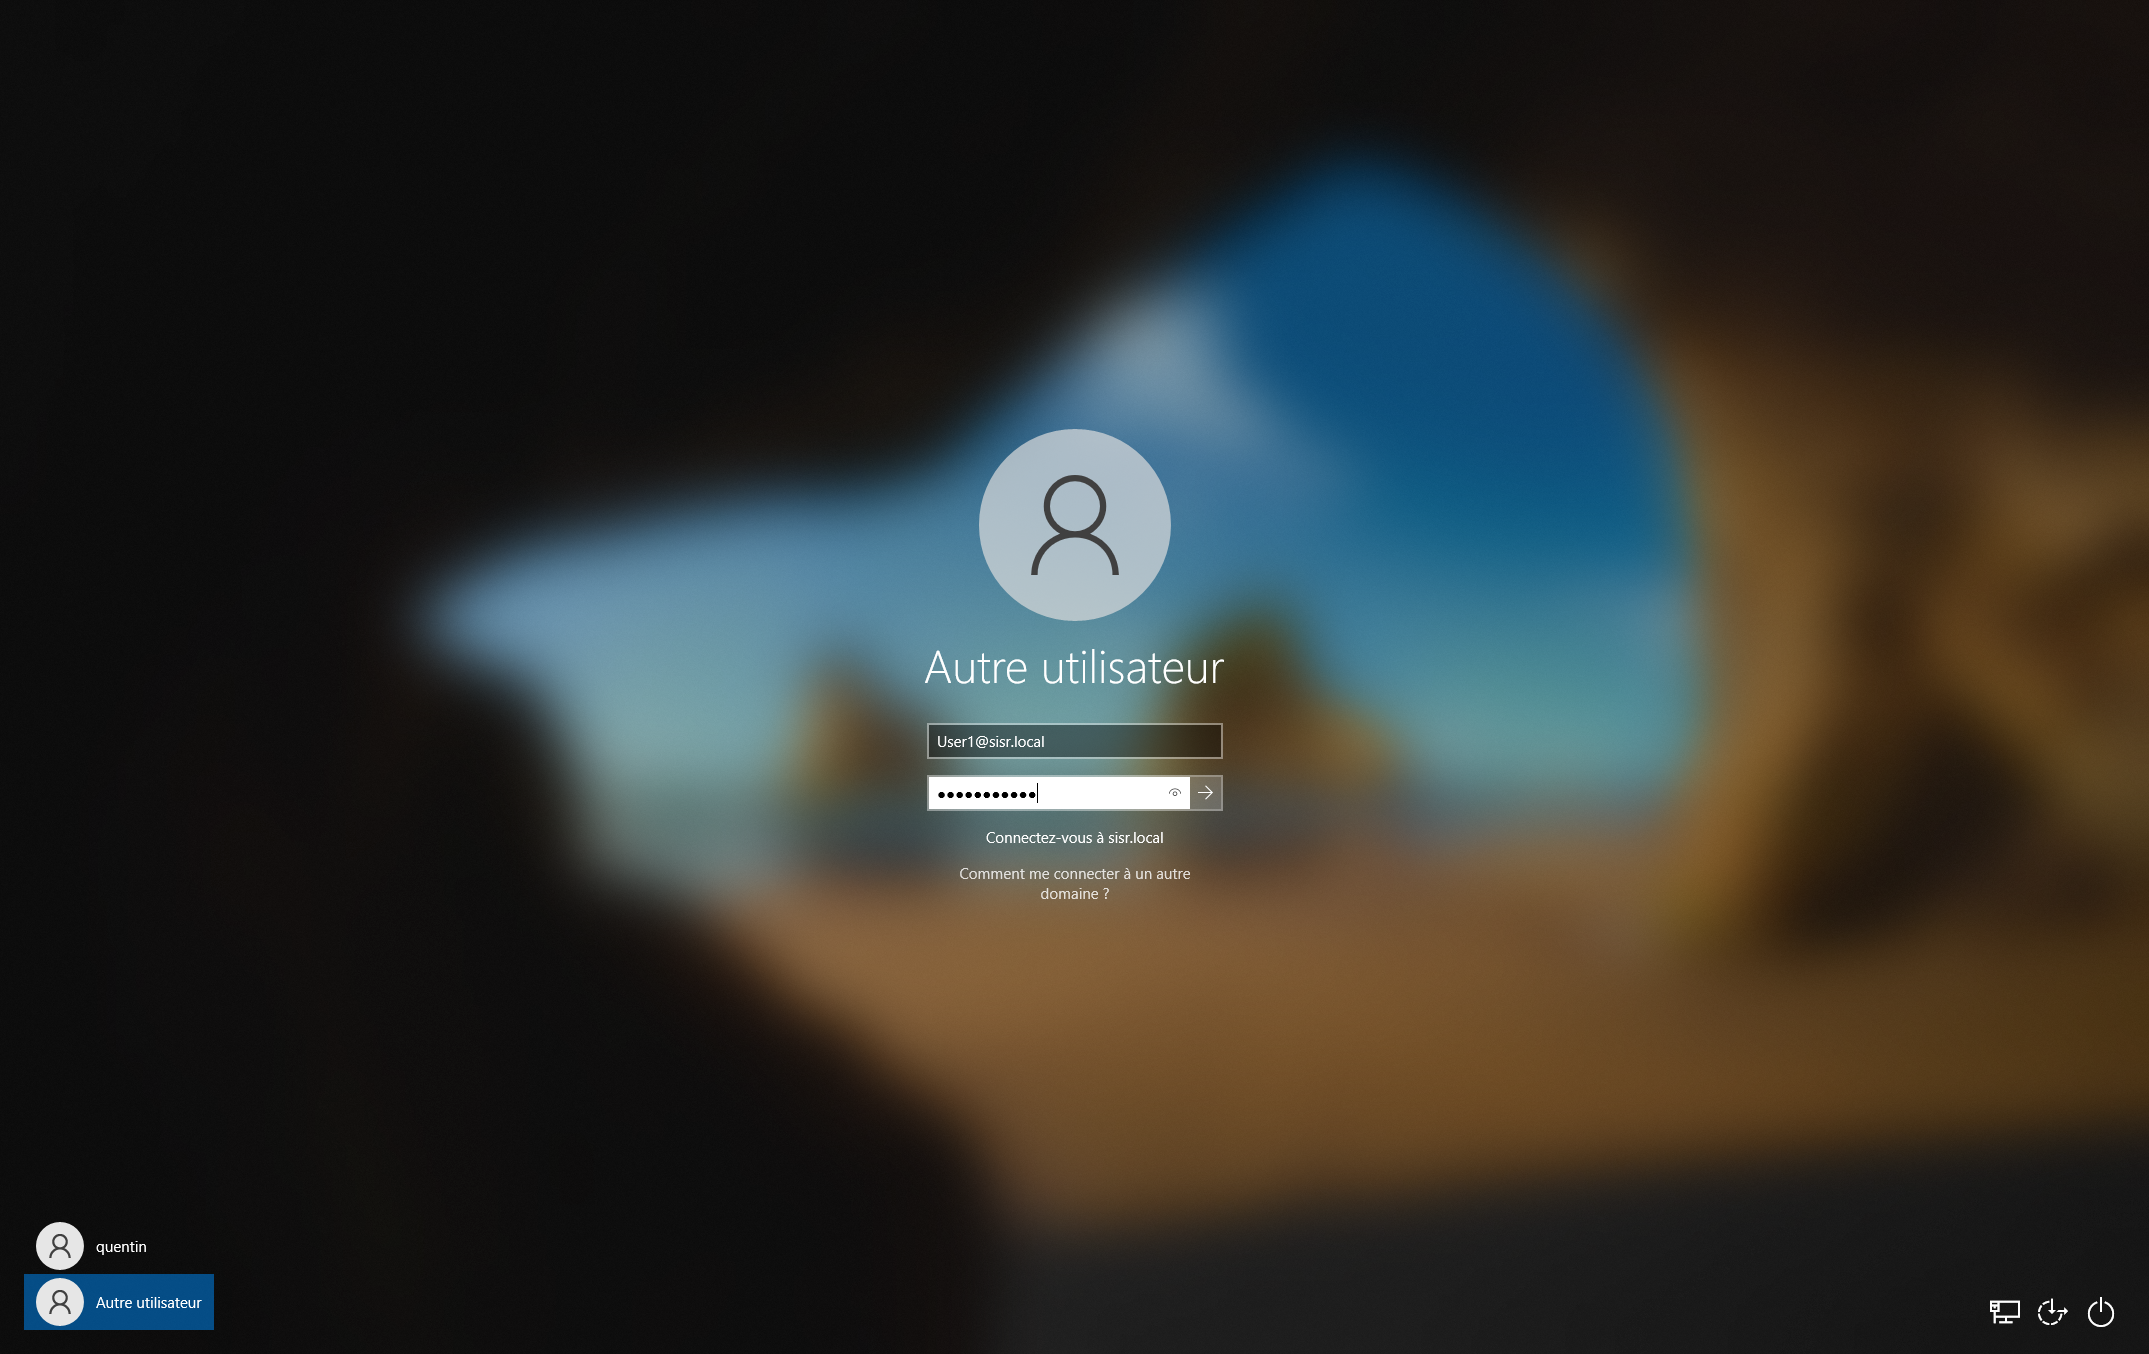 Autre utilisateur
User1@sisr.local
●●●●●●●●●●●
Connectez-vous à sisr.local
Comment me connecter à un autre
domaine ?
quentin
Autre utilisateur